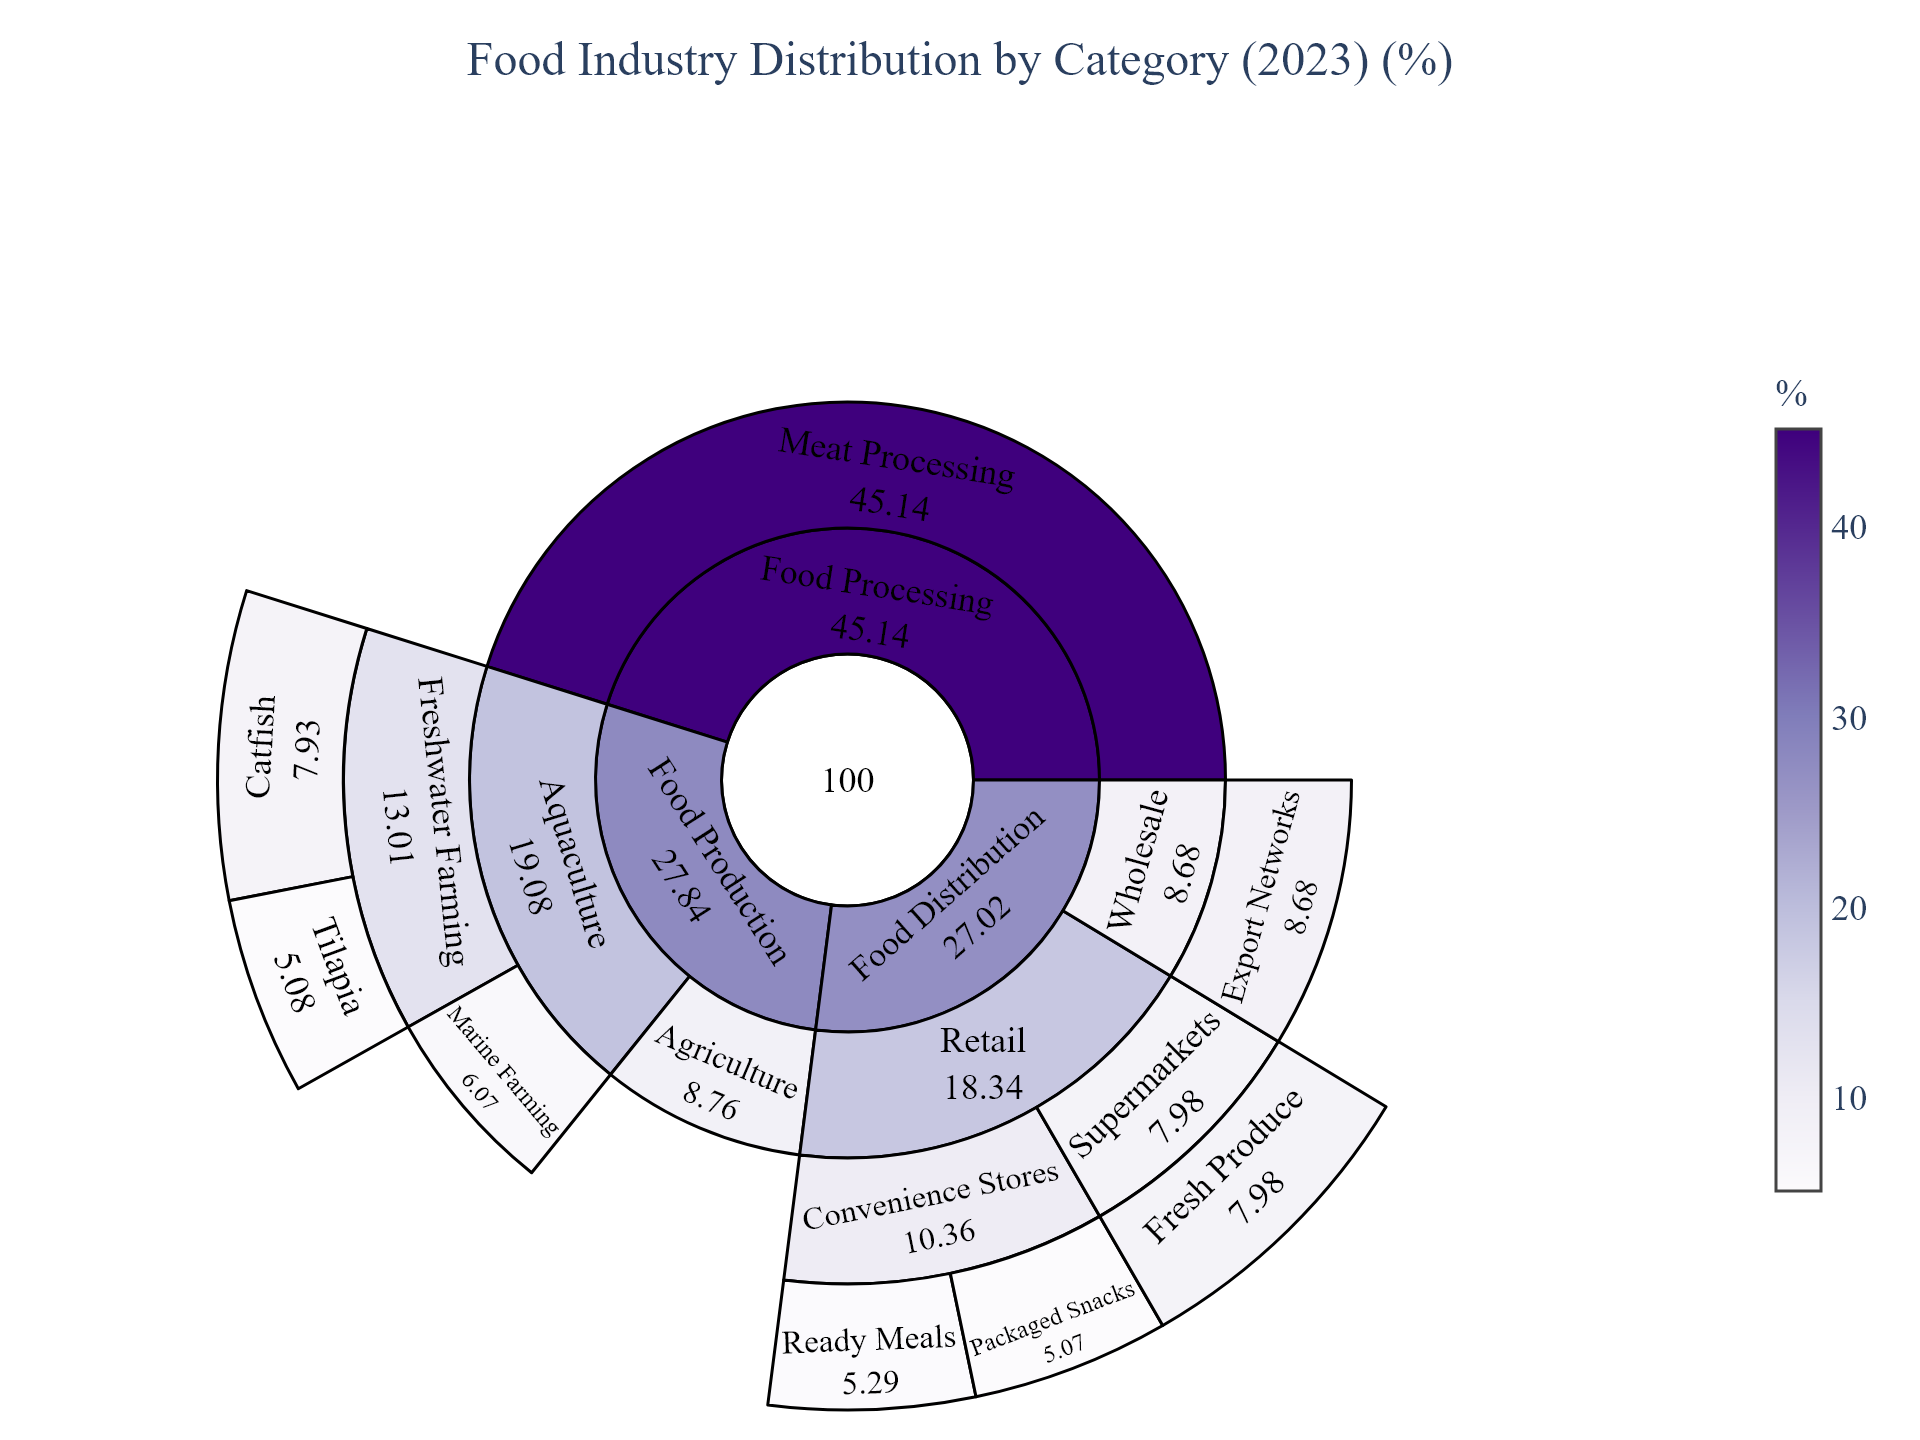 Food Industry Distribution by Category (2023) (%)
%
40
30
20
10
Meat Processing
45.14
Food Processing
45.14
100
Food Production
27.84
Food Distribution
27.02
Aquaculture
19.08
Agriculture
8.76
Retail
18.34
Wholesale
8.68
Freshwater Farming
13.01
Marine Farming
6.07
Convenience Stores
10.36
Supermarkets
7.98
Export Networks
8.68
Catfish
7.93
Tilapia
5.08
Ready Meals
5.29
Packaged Snacks
5.07
Fresh Produce
7.98